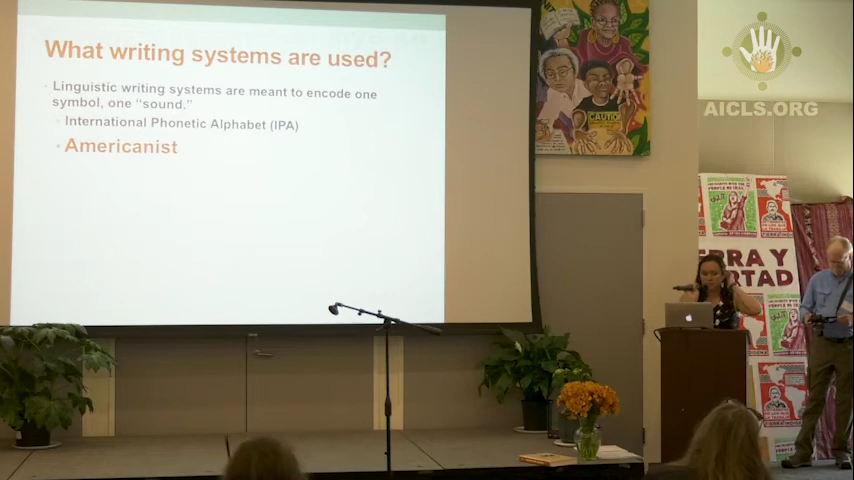 What writing systems are used?
Linguistic writing systems are meant to encode one
symbol, one “sound.”
International Phonetic Alphabet (IPA)
Americanist
CAUTION
AICLS.ORG
RRA Y
RTAD